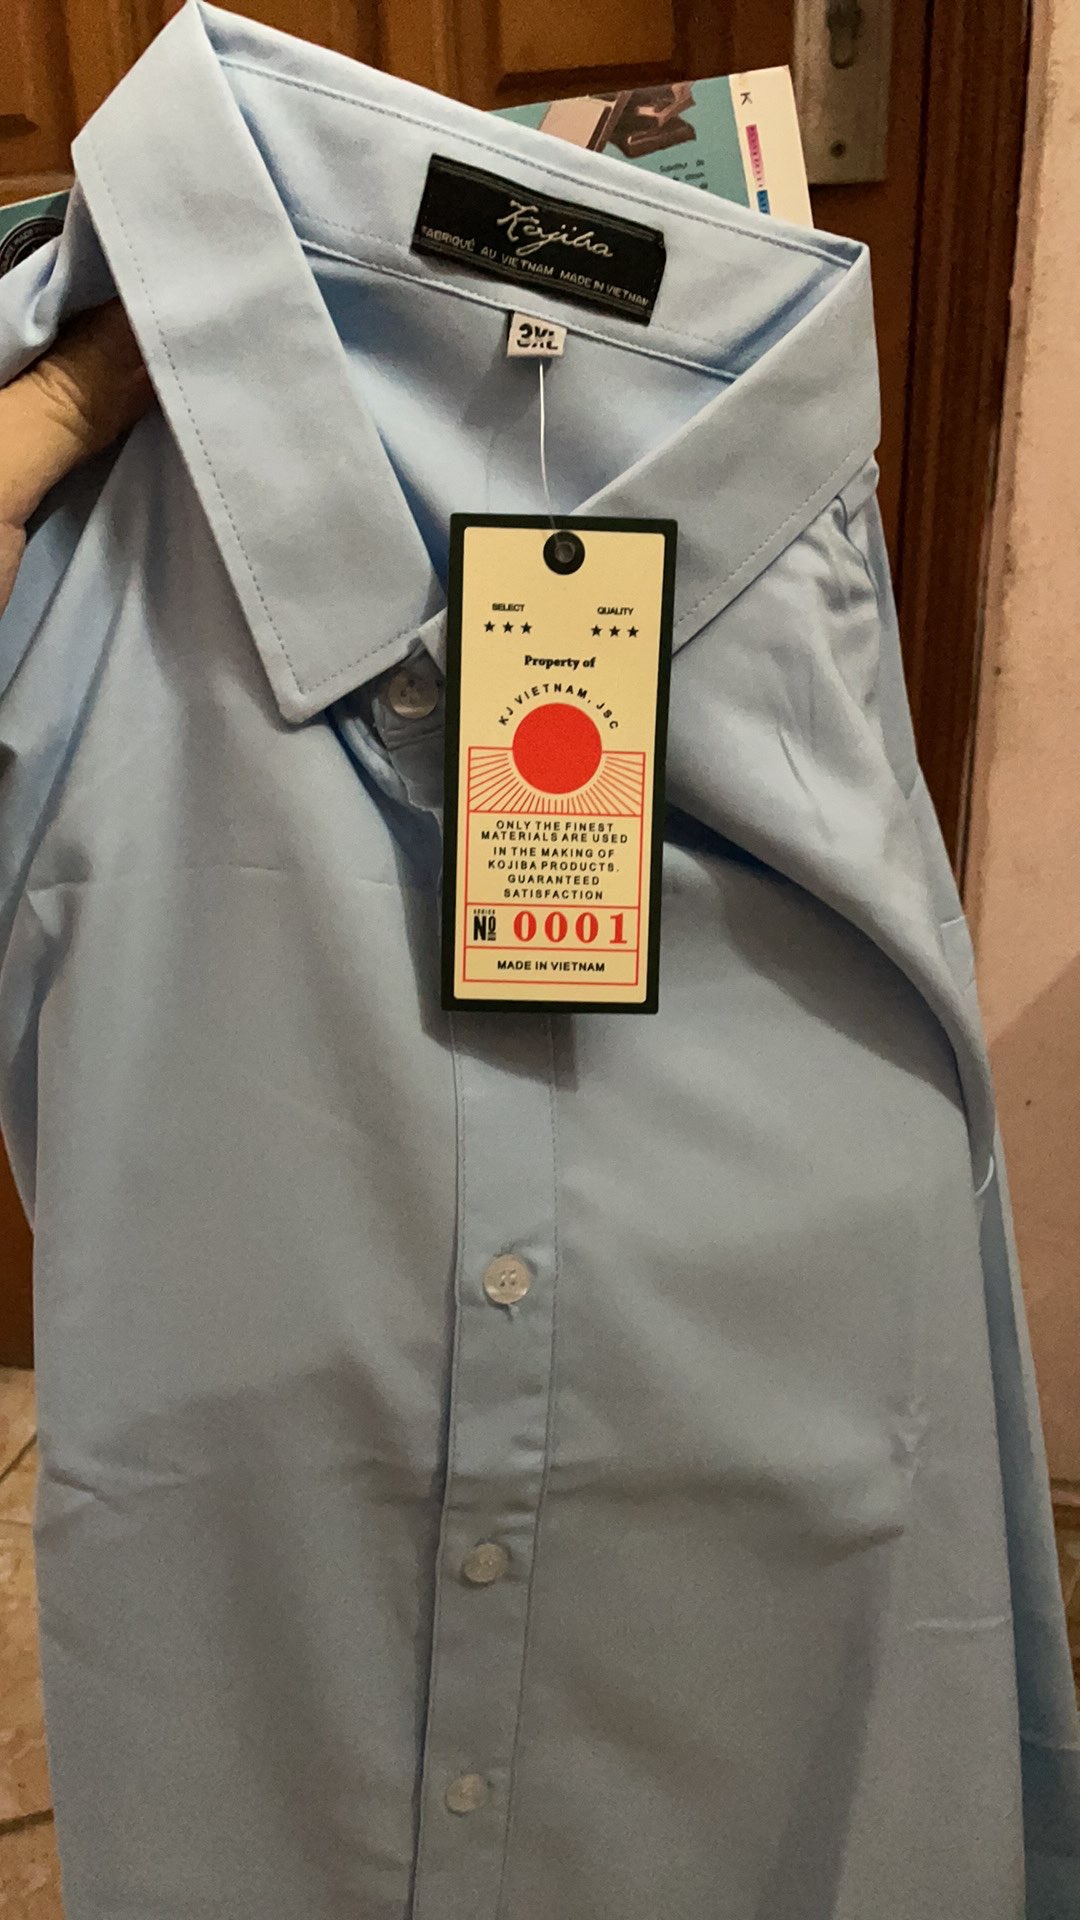 K
Kojiba
FABRIQUÉ AU VIETNAM MADE IN VIETNAM
3XL
SELECT
QUALITY
Property of
KJ VIETNAM, JSC
ONLY THE FINEST
MATERIALS ARE USED
IN THE MAKING OF
KOJIBA PRODUCTS.
GUARANTEED
SATISFACTION
SERIES
No 0001
MADE IN VIETNAM